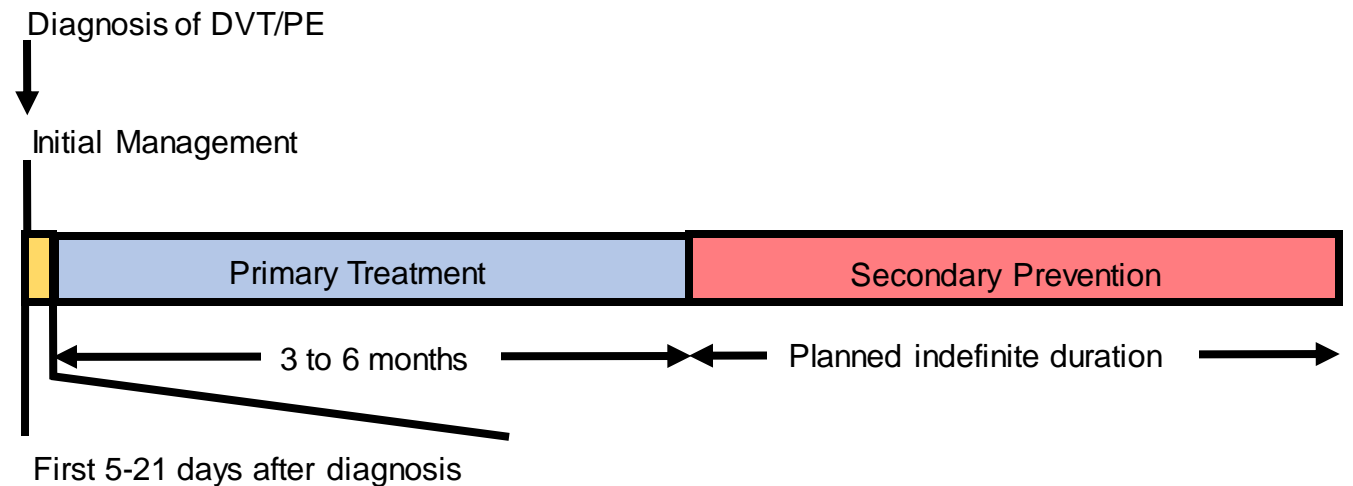 Diagnosis of DVT/PE
Initial Management
Primary Treatment
Secondary Prevention
3 to 6 months
Planned indefinite duration
First 5-21 days after diagnosis